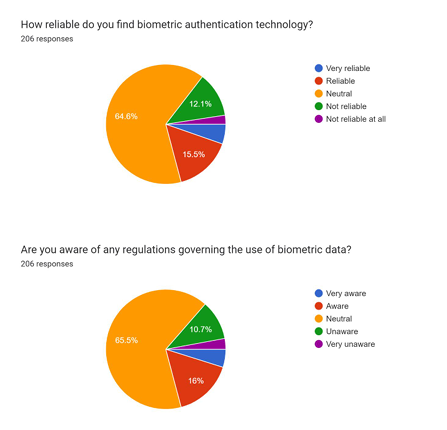 How reliable do you find biometric authentication technology?
206 responses
Very reliable
Reliable
Neutral
Not reliable
Not reliable at all
64.6%
12.1%
15.5%
Are you aware of any regulations governing the use of biometric data?
206 responses
Very aware
Aware
Neutral
Unaware
Very unaware
65.5%
10.7%
16%